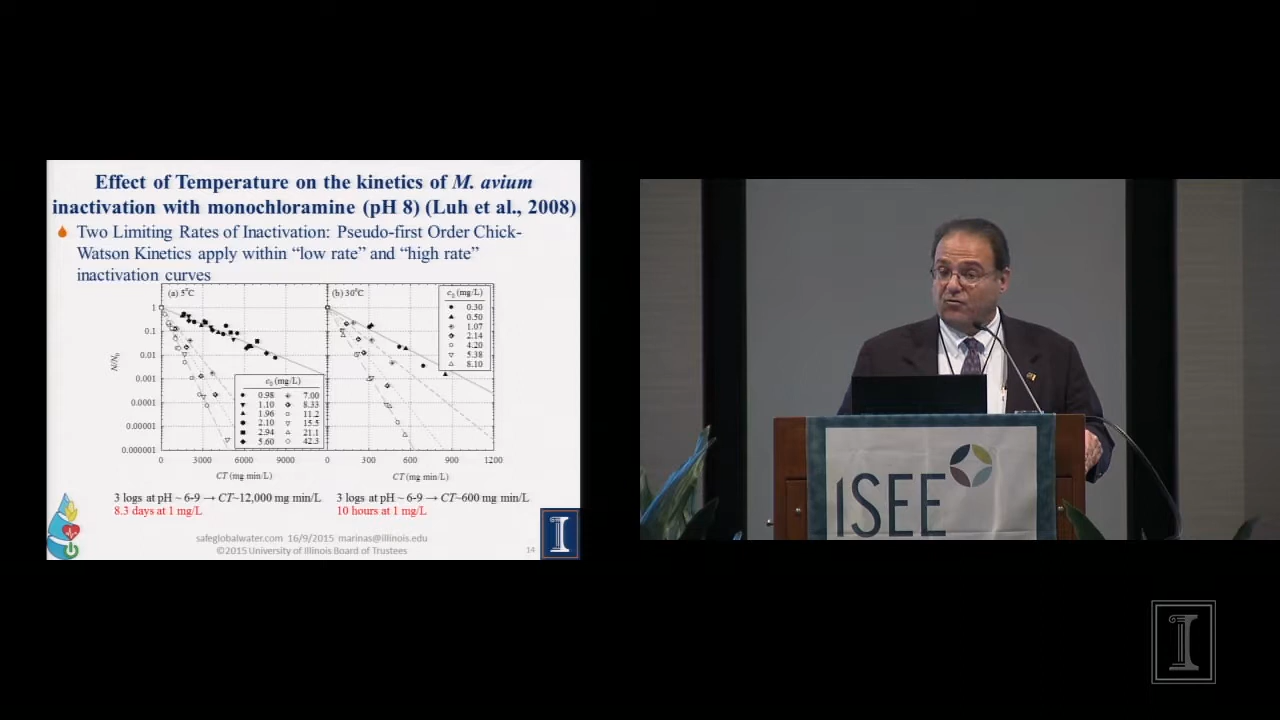 Effect of Temperature on the kinetics of M. avium
inactivation with monochloramine (pH 8) (Luh et al., 2008)
Two Limiting Rates of Inactivation: Pseudo-first Order Chick-
Watson Kinetics apply within “low rate” and “high rate”
inactivation curves
(a) 5°C
1
0.1
0.01
0.001
0.0001
0.00001
0.000001
N/N₀
c₀ (mg/L)
0.98 7.00
1.10 8.33
1.96 11.2
2.10 15.5
2.94 21.1
5.60 42.3
0 3000 6000 9000
CT (mg min/L)
(b) 30°C
c₀ (mg/L)
0.30
0.50
1.07
2.14
4.20
5.38
8.10
0 300 600 900 1200
CT (mg min/L)
3 logs at pH ~ 6-9 → CT~12,000 mg min/L
8.3 days at 1 mg/L
3 logs at pH ~ 6-9 → CT~600 mg min/L
10 hours at 1 mg/L
safeglobalwater.com 16/9/2015 marinas@illinois.edu
©2015 University of Illinois Board of Trustees
14
I
ISEE
I